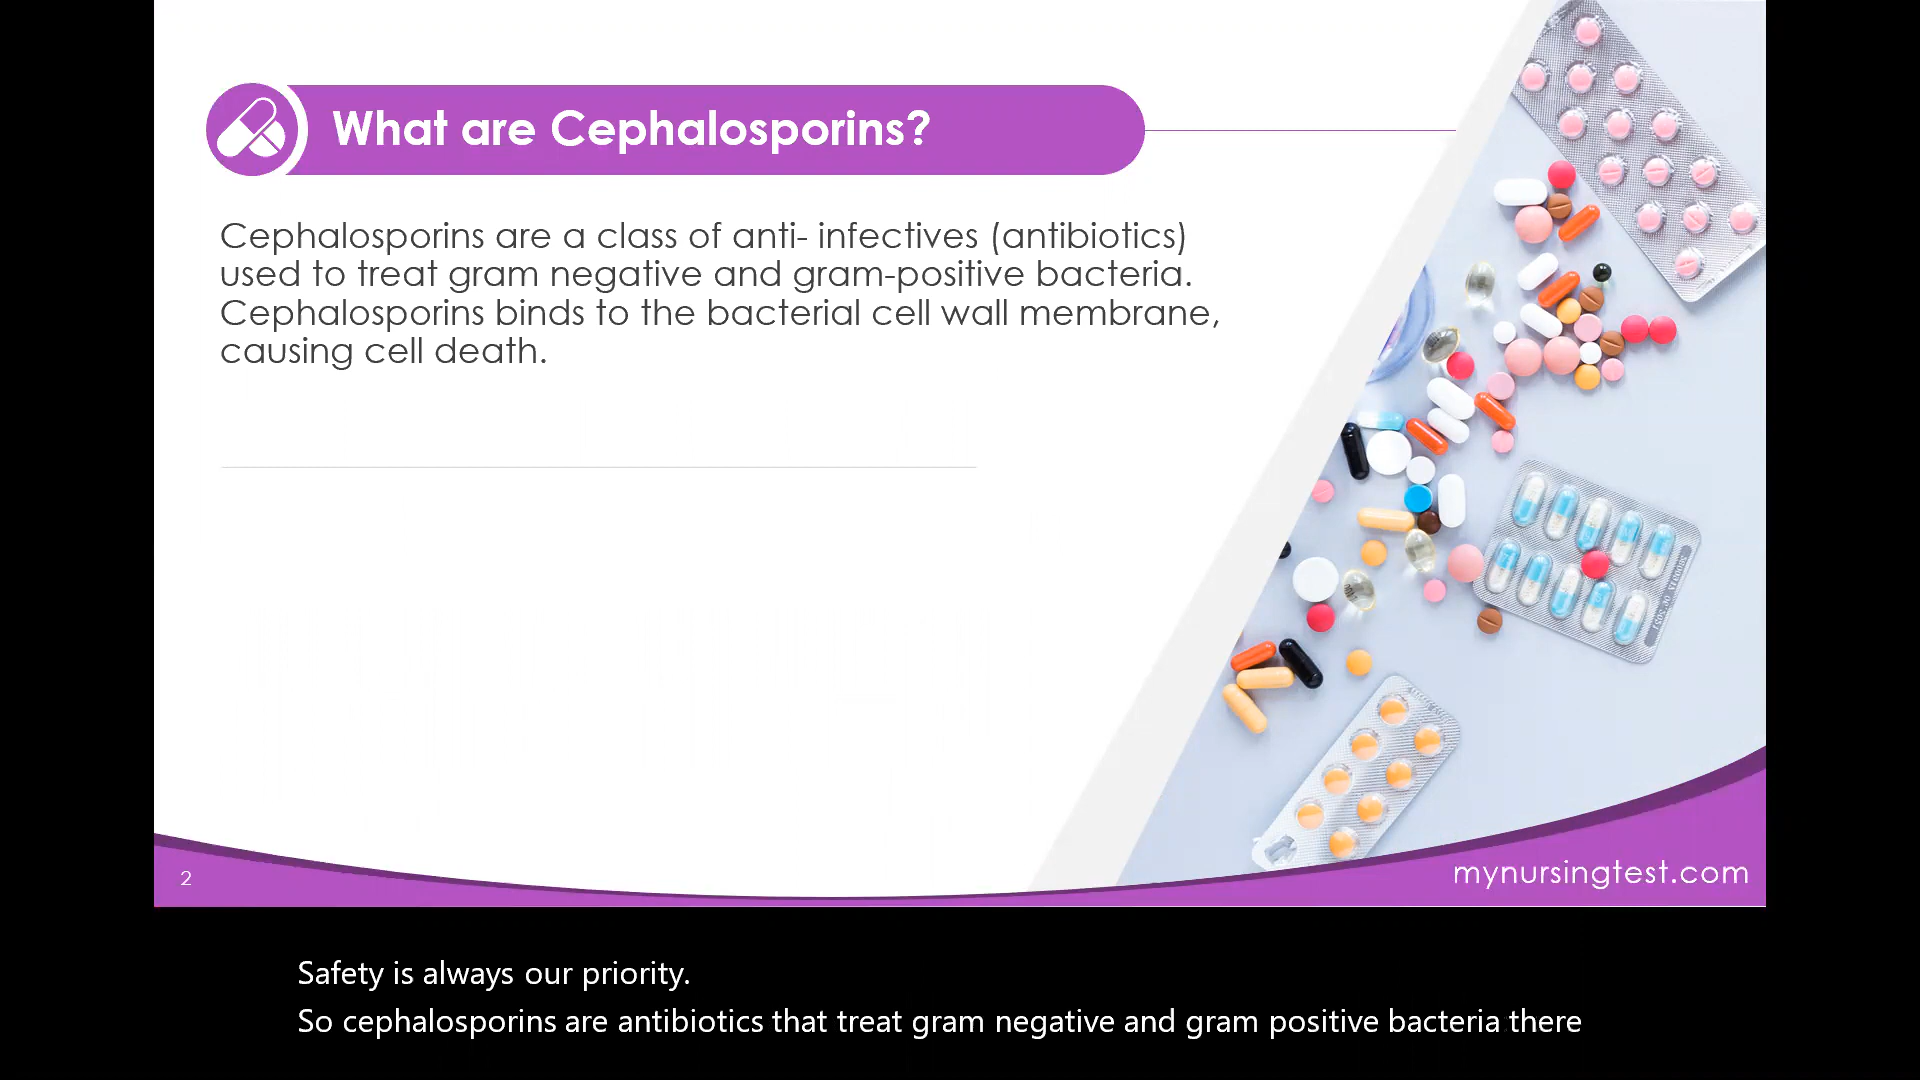 What are Cephalosporins?
Cephalosporins are a class of anti- infectives (antibiotics)
used to treat gram negative and gram-positive bacteria.
Cephalosporins binds to the bacterial cell wall membrane,
causing cell death.
2
mynursingtest.com
Safety is always our priority.
So cephalosporins are antibiotics that treat gram negative and gram positive bacteria there